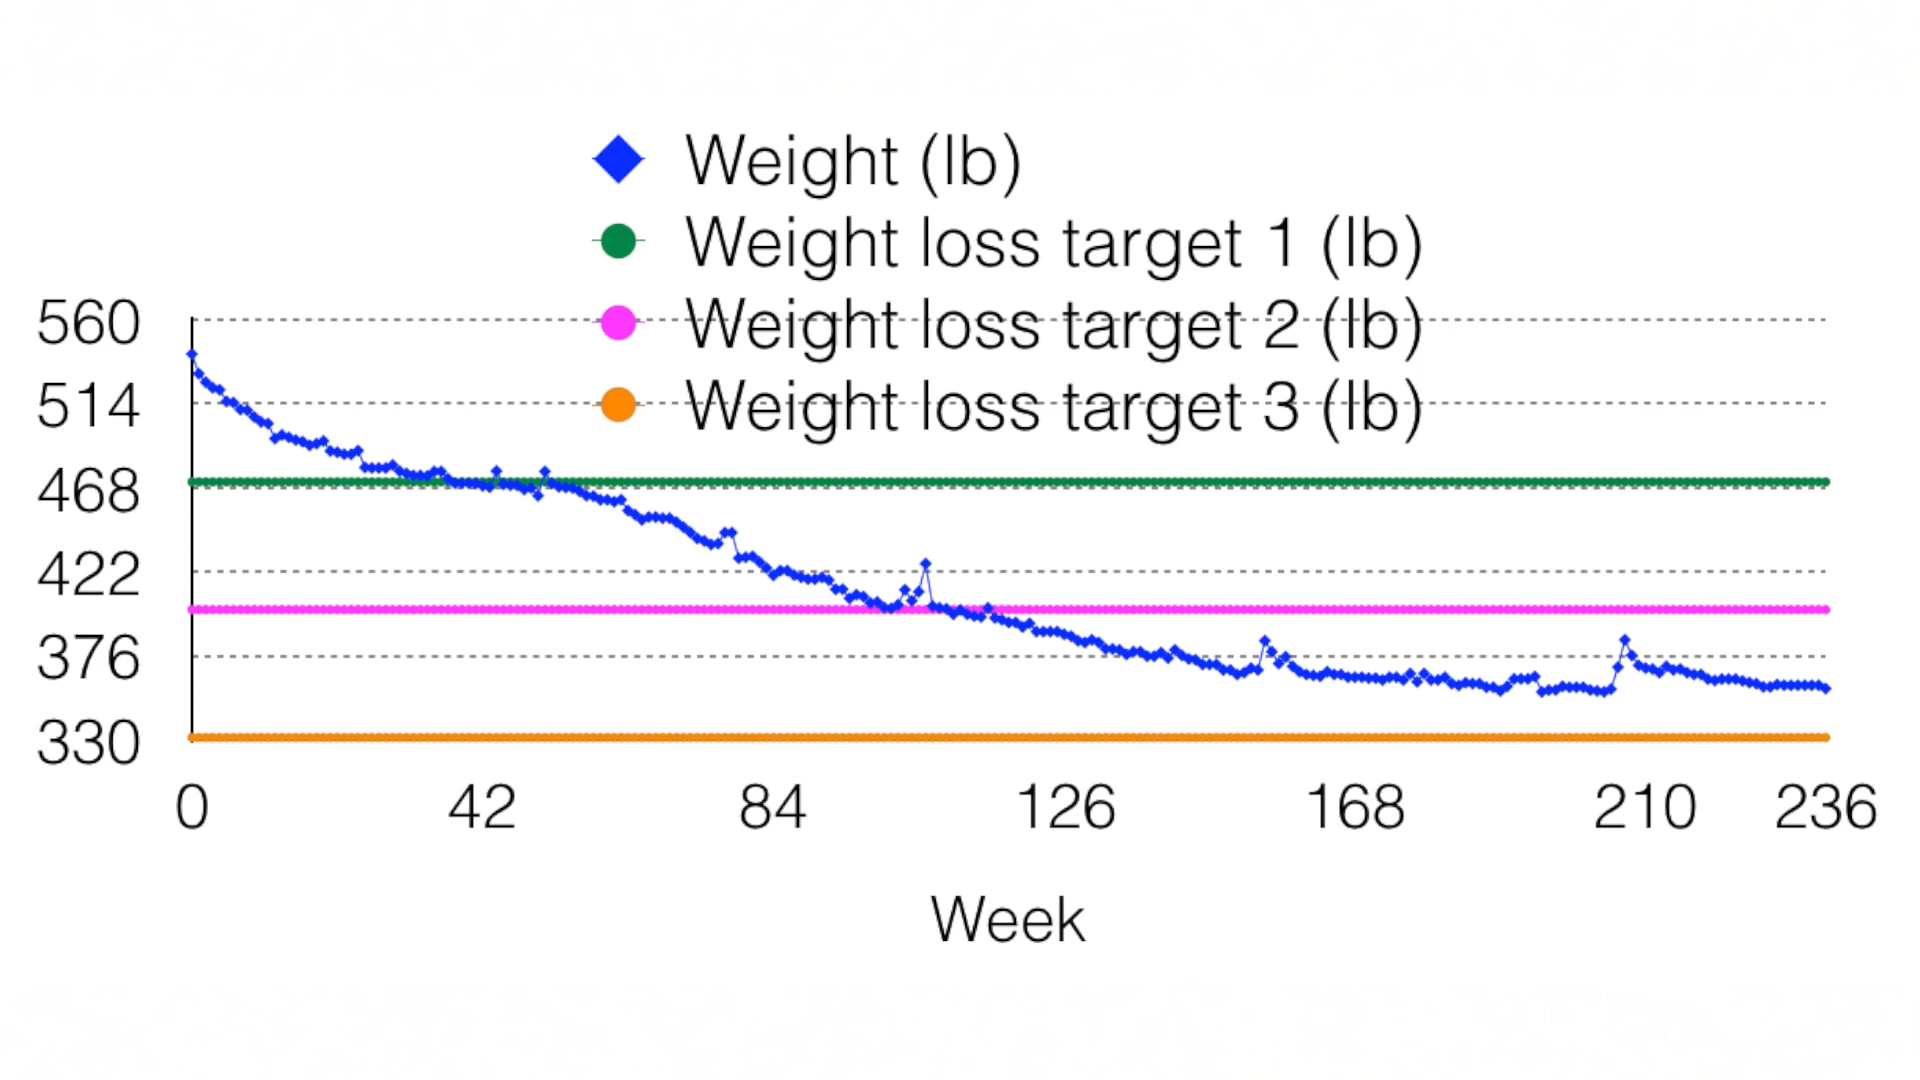 Weight (lb)
Weight loss target 1 (lb)
Weight loss target 2 (lb)
Weight loss target 3 (lb)
560
514
468
422
376
330
0 42 84 126 168 210 236
Week